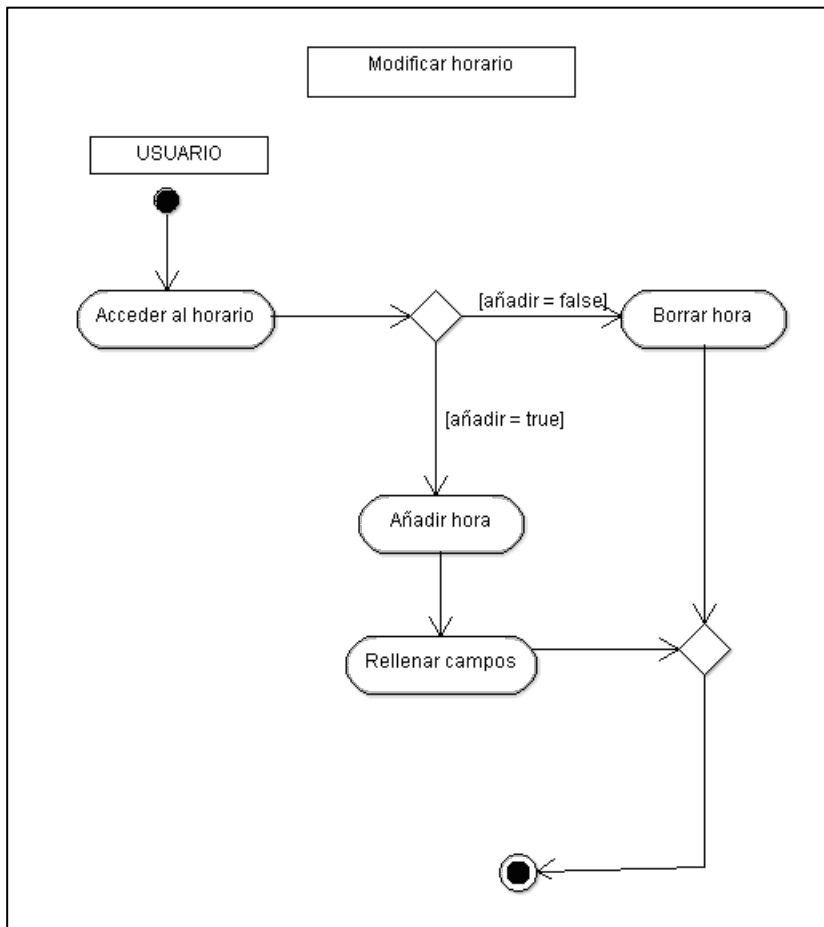 Modificar horario
USUARIO
Acceder al horario
[añadir = false]
Borrar hora
[añadir = true]
Añadir hora
Rellenar campos